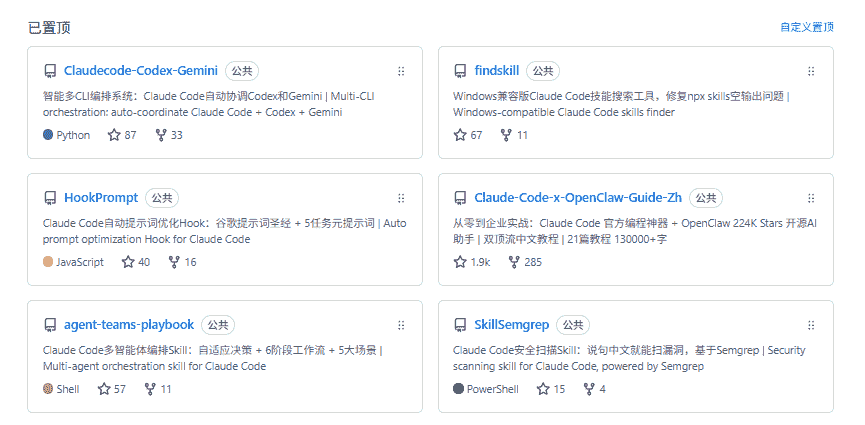 已置顶
自定义置顶
Claudecode-Codex-Gemini 公共
智能多CLI编排系统：Claude Code自动协调Codex和Gemini | Multi-CLI
orchestration: auto-coordinate Claude Code + Codex + Gemini
Python 87 33
findskill 公共
Windows兼容版Claude Code技能搜索工具，修复npx skills空输出问题 |
Windows-compatible Claude Code skills finder
67 11
HookPrompt 公共
Claude Code自动提示词优化Hook：谷歌提示词圣经 + 5任务元提示词 | Auto
prompt optimization Hook for Claude Code
JavaScript 40 16
Claude-Code-x-OpenClaw-Guide-Zh 公共
从零到企业实战：Claude Code 官方编程神器 + OpenClaw 224K Stars 开源AI
助手 | 双顶流中文教程 | 21篇教程 130000+字
1.9k 285
agent-teams-playbook 公共
Claude Code多智能体编排Skill：自适应决策 + 6阶段工作流 + 5大场景 |
Multi-agent orchestration skill for Claude Code
Shell 57 11
SkillSemgrep 公共
Claude Code安全扫描Skill：说句中文就能扫漏洞，基于Semgrep | Security
scanning skill for Claude Code, powered by Semgrep
PowerShell 15 4